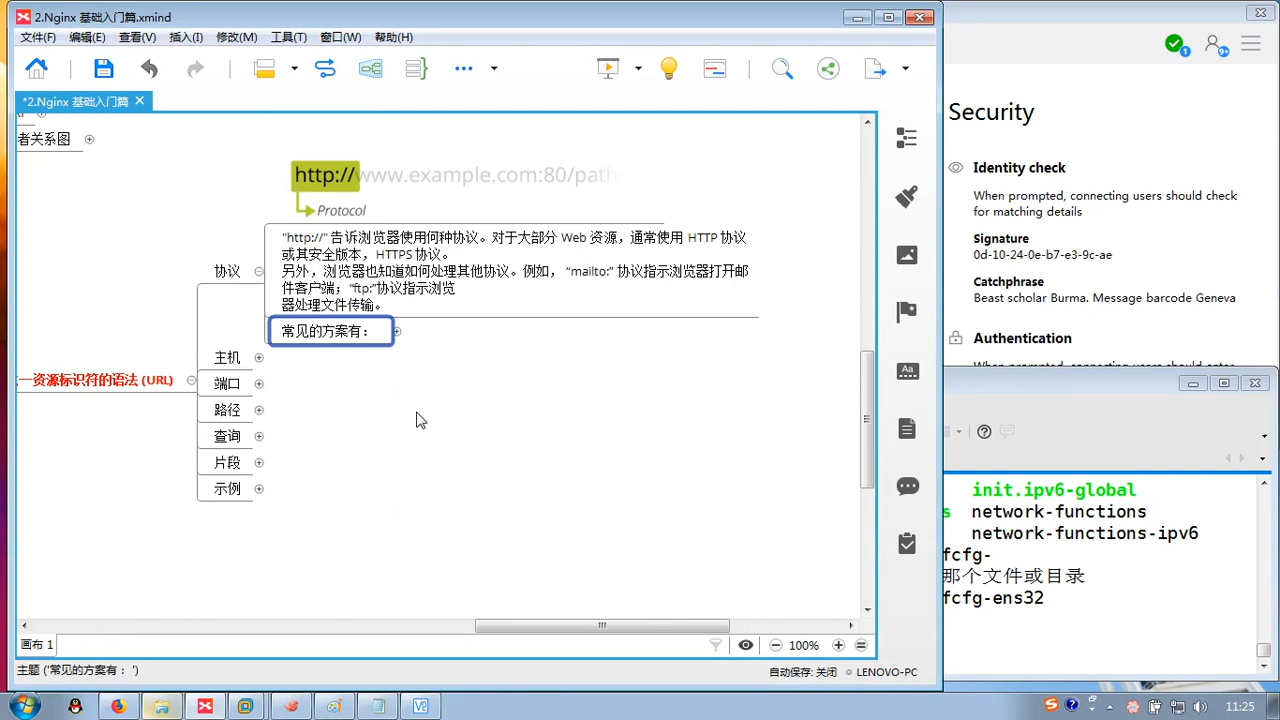 2.Nginx 基础入门篇.xmind
文件(F) 编辑(E) 查看(V) 插入(I) 修改(M) 工具(T) 窗口(W) 帮助(H)
*2.Nginx 基础入门篇
者关系图
http://www.example.com:80/path
Protocol
"http://" 告诉浏览器使用何种协议。对于大部分 Web 资源，通常使用 HTTP 协议
或其安全版本，HTTPS 协议。
另外，浏览器也知道如何处理其他协议。例如， “mailto:” 协议指示浏览器打开邮
件客户端；“ftp:”协议指示浏览
器处理文件传输。
协议
常见的方案有：
主机
一资源标识符的语法 (URL)
端口
路径
查询
片段
示例
画布 1
100%
主题 ('常见的方案有： ')
自动保存: 关闭
LENOVO-PC
1
9+
Security
Identity check
When prompted, connecting users should check
for matching details
Signature
0d-10-24-0e-b7-e3-9c-ae
Catchphrase
Beast scholar Burma. Message barcode Geneva
Authentication
init.ipv6-global
s network-functions
network-functions-ipv6
fcfg-
那个文件或目录
fcfg-ens32
11:25